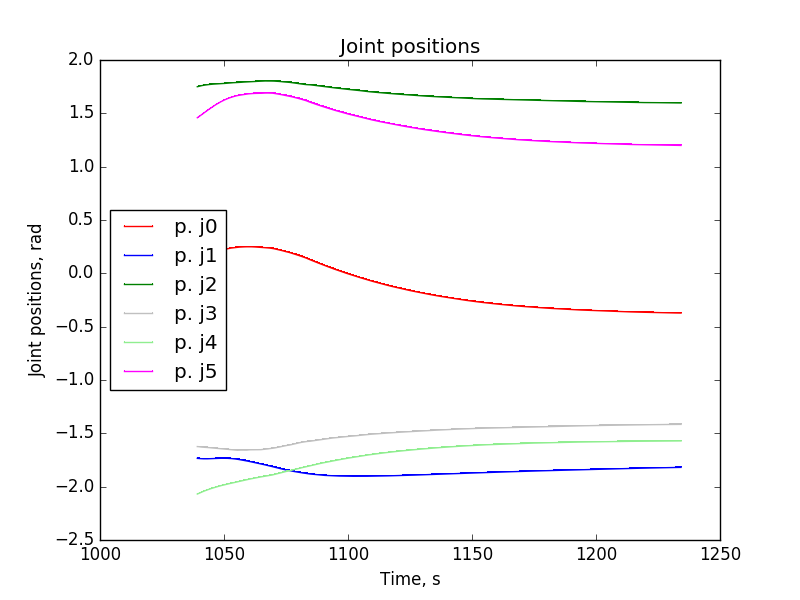 Joint positions
2.0
1.5
1.0
0.5
0.0
−0.5
−1.0
−1.5
−2.0
−2.5
Joint positions, rad
p. j0
p. j1
p. j2
p. j3
p. j4
p. j5
1000 1050 1100 1150 1200 1250
Time, s